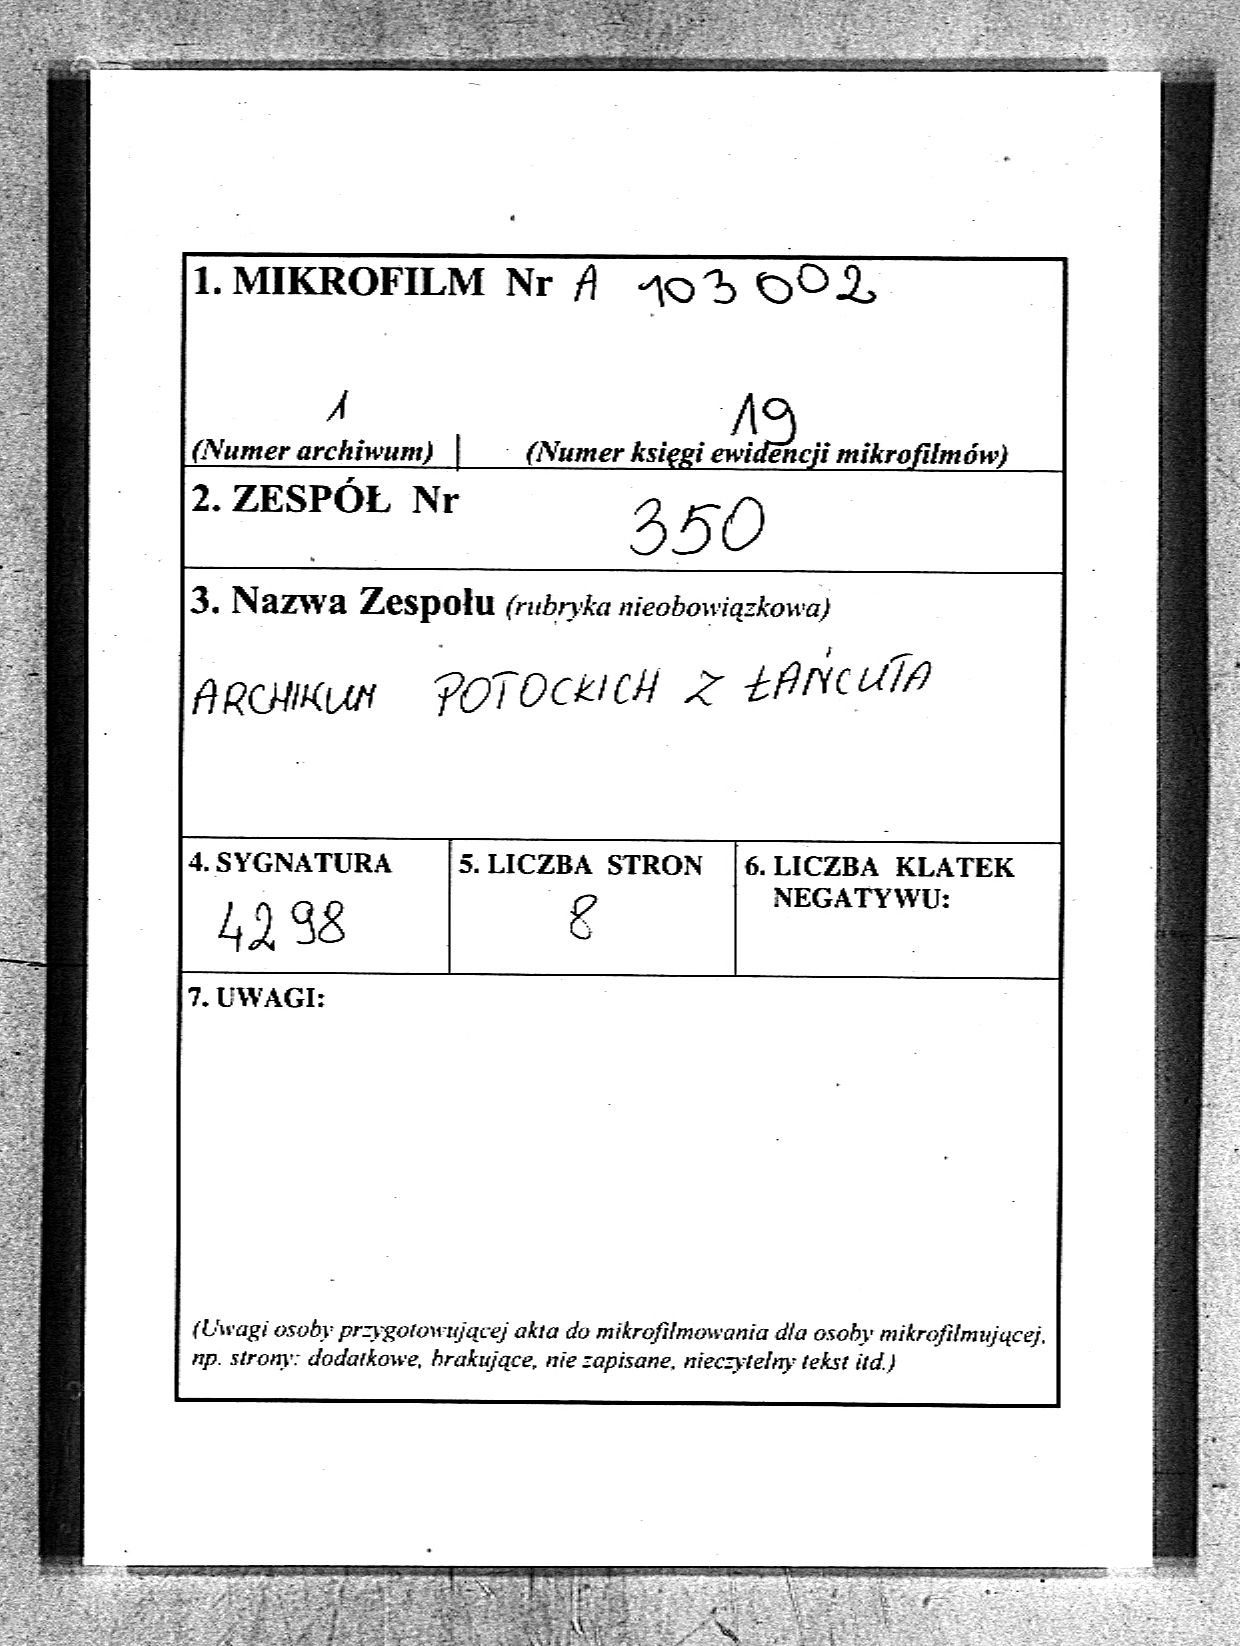 1. MIKROFILM Nr A 103 002
1 19
(Numer archiwum) | (Numer księgi ewidencji mikrofilmów)
2. ZESPÓŁ Nr 350
3. Nazwa Zespołu (rubryka nieobowiązkowa)
ARCHIWUM POTOCKICH Z ŁAŃCUTA
4. SYGNATURA
4298
5. LICZBA STRON
8
6. LICZBA KLATEK
NEGATYWU:
7. UWAGI:
(Uwagi osoby przygotowującej akta do mikrofilmowania dla osoby mikrofilmującej,
np. strony: dodatkowe, brakujące, nie zapisane, nieczytelny tekst itd.)